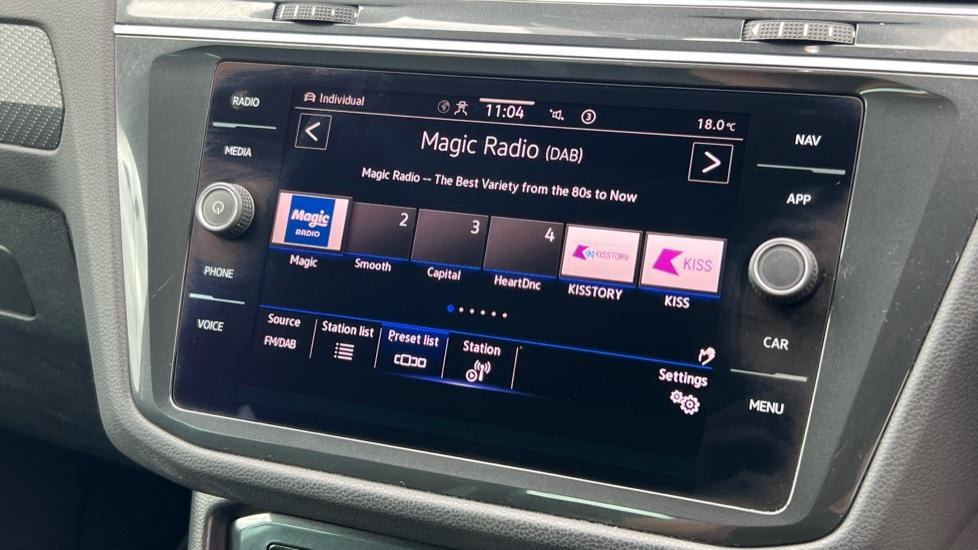 RADIO
MEDIA
PHONE
VOICE
Individual
11:04
3
18.0°C
Magic Radio (DAB)
Magic Radio -- The Best Variety from the 80s to Now
Magic
RADIO
2
3
4
KISSTORY
KISS
Magic
Smooth
Capital
HeartDnc
KISSTORY
KISS
Source
FM/DAB
Station list
Preset list
Station
Settings
NAV
APP
CAR
MENU